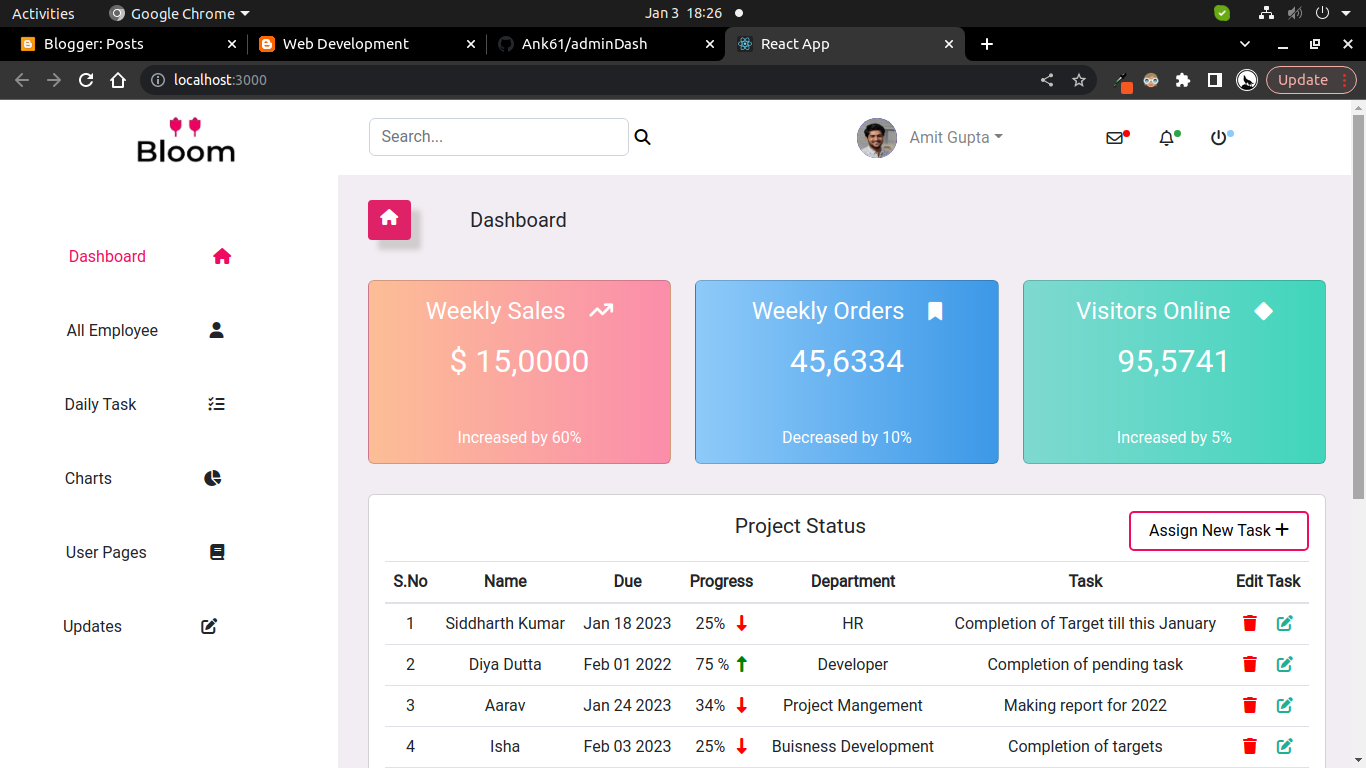 Activities Google Chrome Jan 3 18:26
Blogger: Posts Web Development Ank61/adminDash React App
localhost:3000 Update
Bloom Search... Amit Gupta
Dashboard
Dashboard
All Employee
Daily Task
Charts
User Pages
Updates
Weekly Sales
$ 15,0000
Increased by 60%
Weekly Orders
45,6334
Decreased by 10%
Visitors Online
95,5741
Increased by 5%
Project Status Assign New Task
S.No Name Due Progress Department Task Edit Task
1 Siddharth Kumar Jan 18 2023 25% HR Completion of Target till this January
2 Diya Dutta Feb 01 2022 75 % Developer Completion of pending task
3 Aarav Jan 24 2023 34% Project Mangement Making report for 2022
4 Isha Feb 03 2023 25% Buisness Development Completion of targets